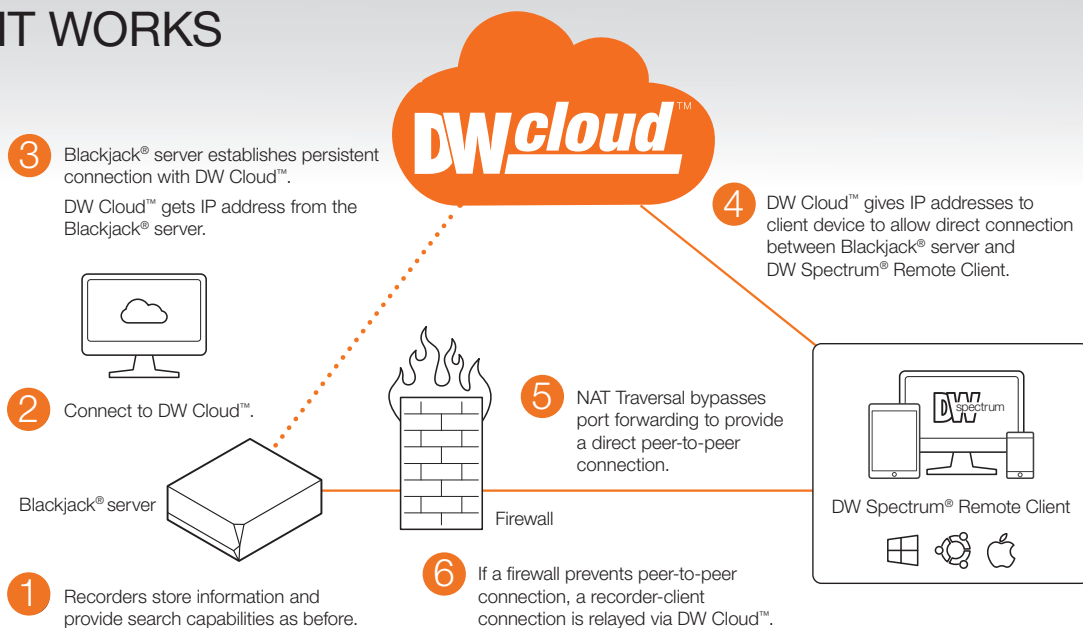 IT WORKS
DWcloud™
3
Blackjack® server establishes persistent
connection with DW Cloud™.
DW Cloud™ gets IP address from the
Blackjack® server.
4
DW Cloud™ gives IP addresses to
client device to allow direct connection
between Blackjack® server and
DW Spectrum® Remote Client.
2
Connect to DW Cloud™.
5
NAT Traversal bypasses
port forwarding to provide
a direct peer-to-peer
connection.
DW spectrum
Blackjack® server
Firewall
DW Spectrum® Remote Client
1
Recorders store information and
provide search capabilities as before.
6
If a firewall prevents peer-to-peer
connection, a recorder-client
connection is relayed via DW Cloud™.